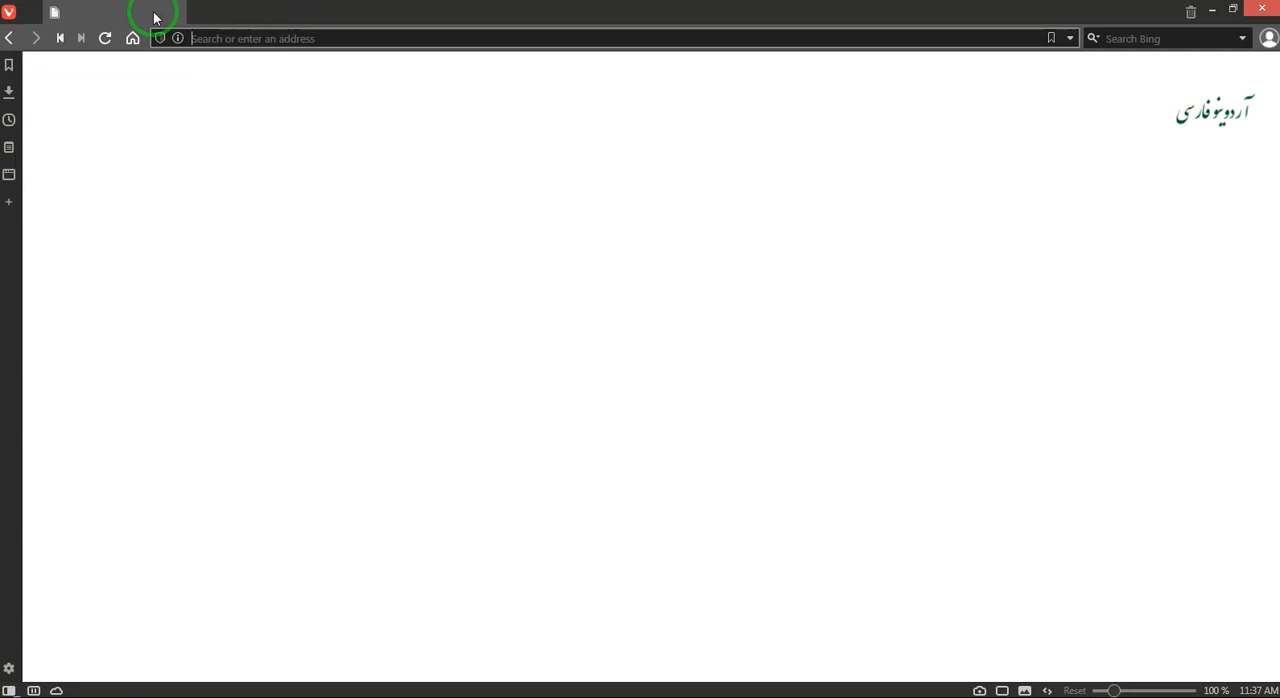 Search or enter an address
Search Bing
آردوینو فارسی
Reset
100 %
11:37 AM